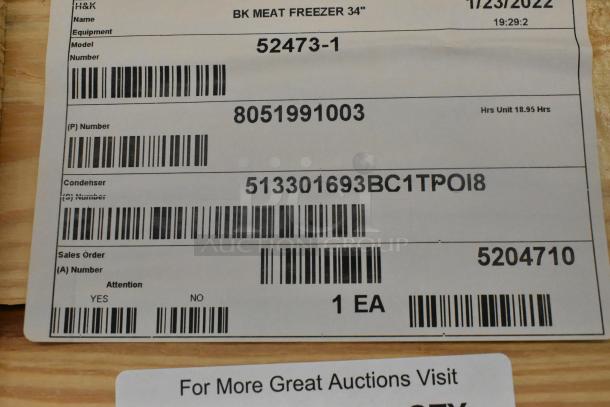 H&K
Name
Equipment
BK MEAT FREEZER 34"
1/23/2022
19:29:2
Model
Number
52473-1
8051991003
(P) Number
Hrs Unit 18.95 Hrs
Condenser
(S) Number
513301693BC1TPOI8
AUCTION GROUP
Sales Order
(A) Number
5204710
Attention
YES
NO
1 EA
For More Great Auctions Visit